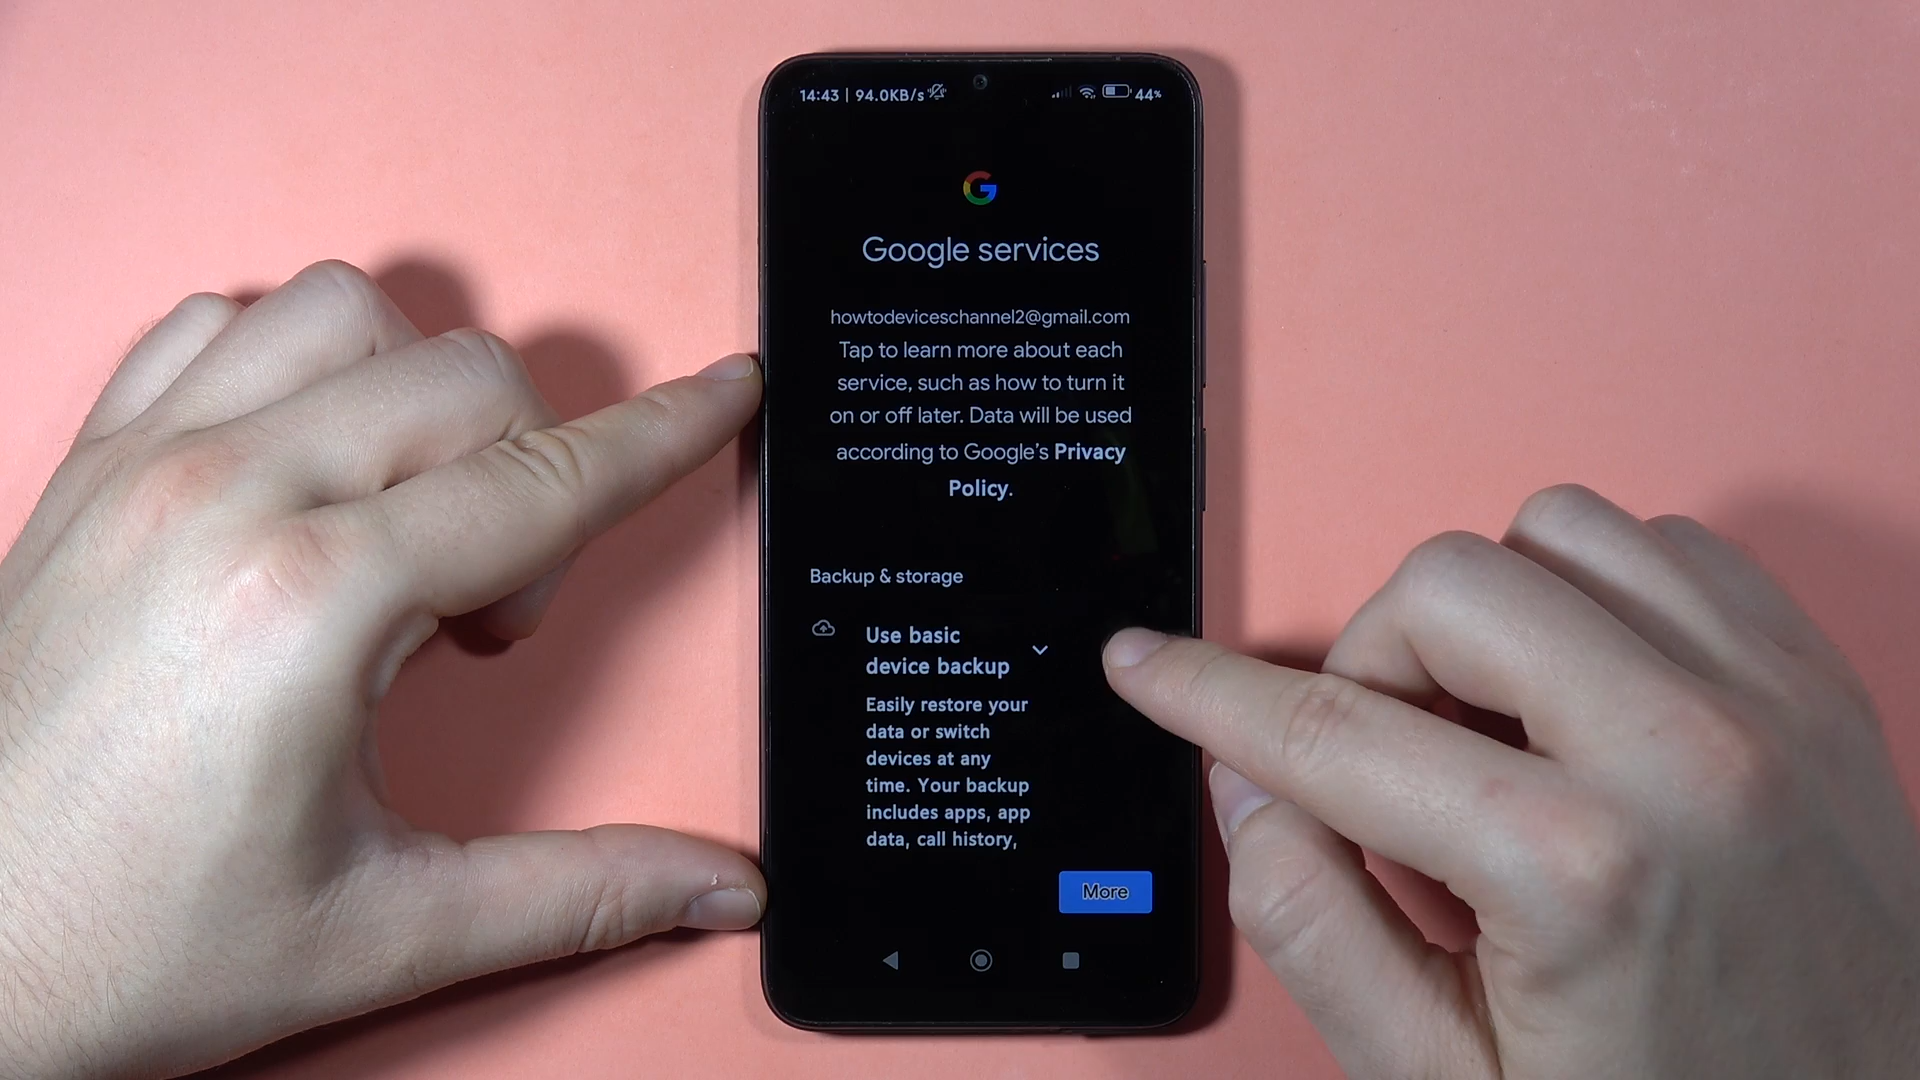 14:43 | 94.0KB/s 44%
Google services
howtodeviceschannel2@gmail.com
Tap to learn more about each
service, such as how to turn it
on or off later. Data will be used
according to Google's Privacy
Policy.
Backup & storage
Use basic
device backup
Easily restore your
data or switch
devices at any
time. Your backup
includes apps, app
data, call history,
More